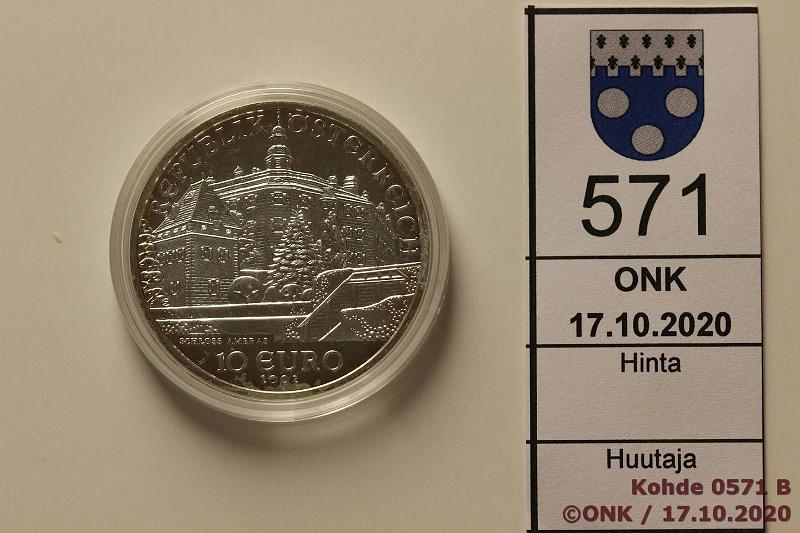 REPUBLIK ÖSTERREICH
SCHLOSS AMBRAS
10 EURO
571
ONK
17.10.2020
Hinta
Huutaja
Kohde 0571 B
©ONK / 17.10.2020